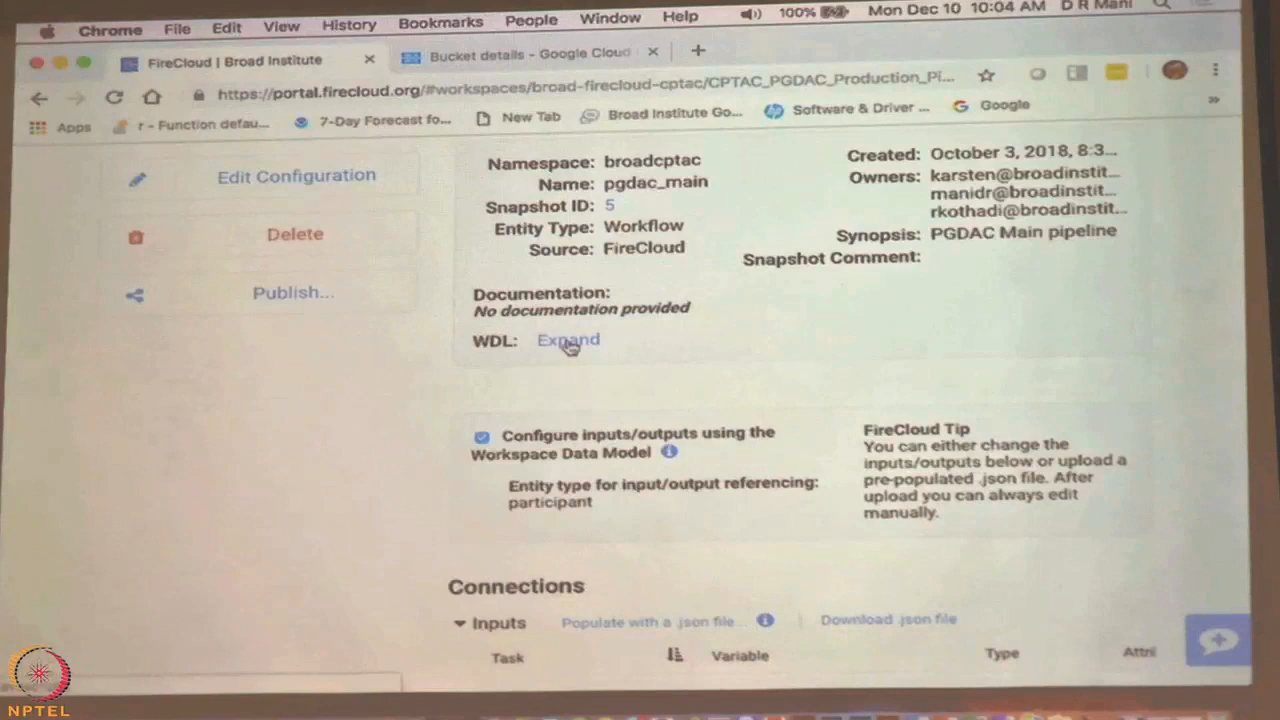 Chrome File Edit View History Bookmarks People Window Help 100% Mon Dec 10 10:04 AM D R Mani
FireCloud | Broad Institute Bucket details - Google Cloud
https://portal.firecloud.org/#workspaces/broad-firecloud-cptac/CPTAC_PGDAC_Production_Pi...
Apps r - Function defau... 7-Day Forecast fo... New Tab Broad Institute Go... Software & Driver ... Google
Edit Configuration
Delete
Publish...
Namespace: broadcptac
Name: pgdac_main
Snapshot ID: 5
Entity Type: Workflow
Source: FireCloud
Created: October 3, 2018, 8:3...
Owners: karsten@broadinstit...
manidr@broadinstit...
rkothadi@broadinstit...
Synopsis: PGDAC Main pipeline
Snapshot Comment:
Documentation:
No documentation provided
WDL: Expand
Configure inputs/outputs using the
Workspace Data Model
Entity type for input/output referencing:
participant
FireCloud Tip
You can either change the
inputs/outputs below or upload a
pre-populated .json file. After
upload you can always edit
manually.
Connections
Inputs Populate with a .json file... Download .json file
Task Variable Type Attri
NPTEL